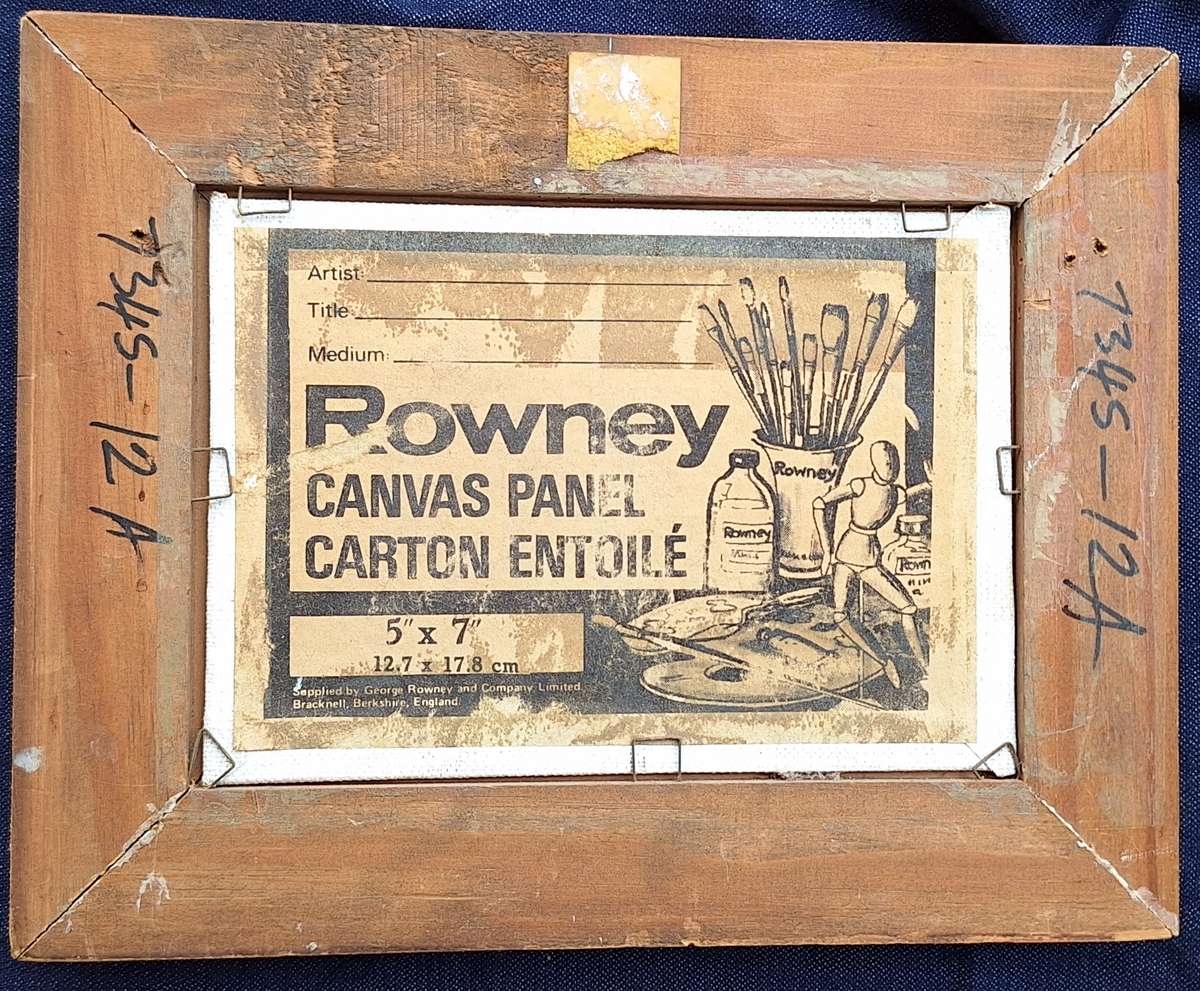 7345-12A
Artist:
Title
Medium:
Rowney
CANVAS PANEL
CARTON ENTOILÉ
5" x 7"
12.7 x 17.8 cm
Supplied by George Rowney and Company Limited
Bracknell, Berkshire, England.
Rowney
Rowney
7345-12A